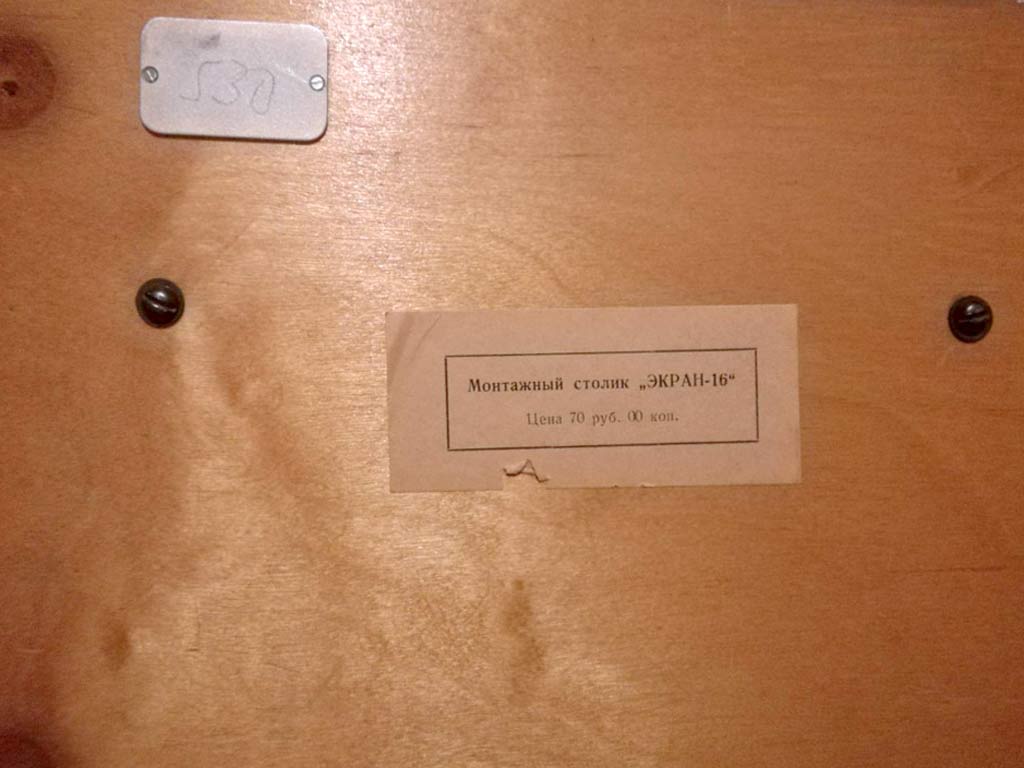 530
Монтажный столик „ЭКРАН-16“
Цена 70 руб. 00 коп.